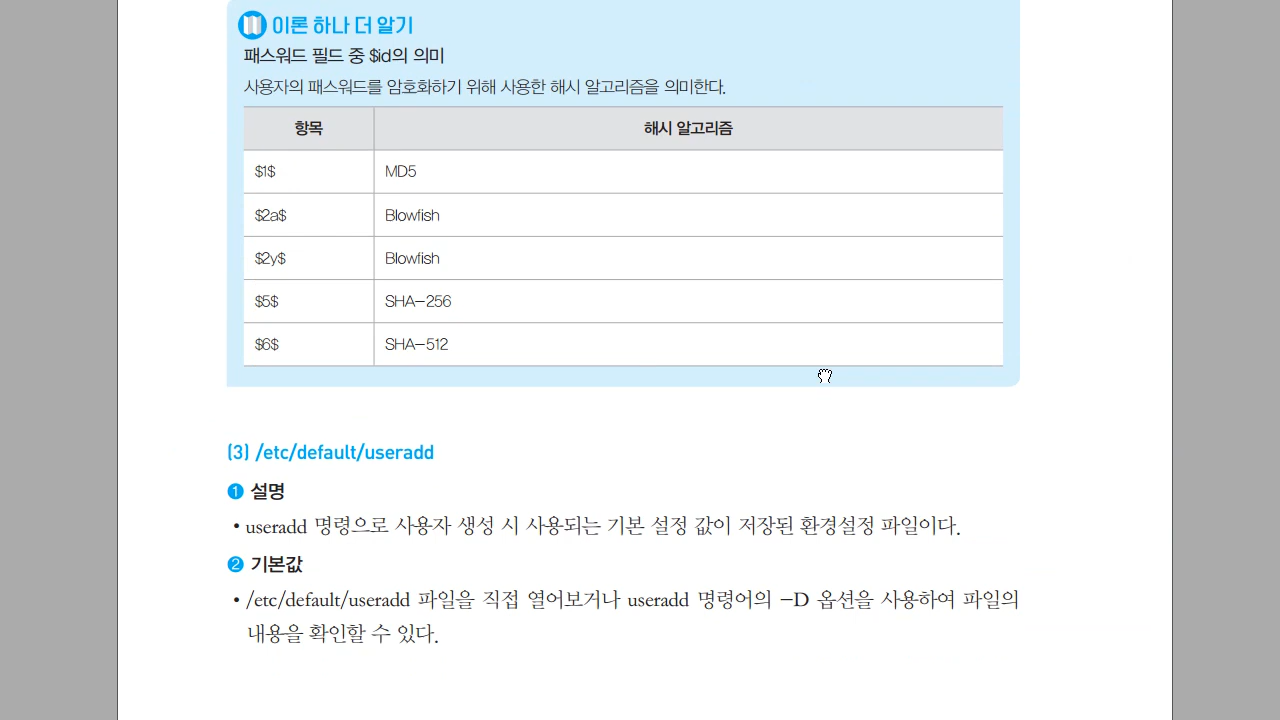 이론 하나 더 알기
패스워드 필드 중 $id의 의미
사용자의 패스워드를 암호화하기 위해 사용한 해시 알고리즘을 의미한다.
항목 해시 알고리즘
$1$ MD5
$2a$ Blowfish
$2y$ Blowfish
$5$ SHA-256
$6$ SHA-512
(3) /etc/default/useradd
1 설명
• useradd 명령으로 사용자 생성 시 사용되는 기본 설정 값이 저장된 환경설정 파일이다.
2 기본값
• /etc/default/useradd 파일을 직접 열어보거나 useradd 명령어의 -D 옵션을 사용하여 파일의
내용을 확인할 수 있다.